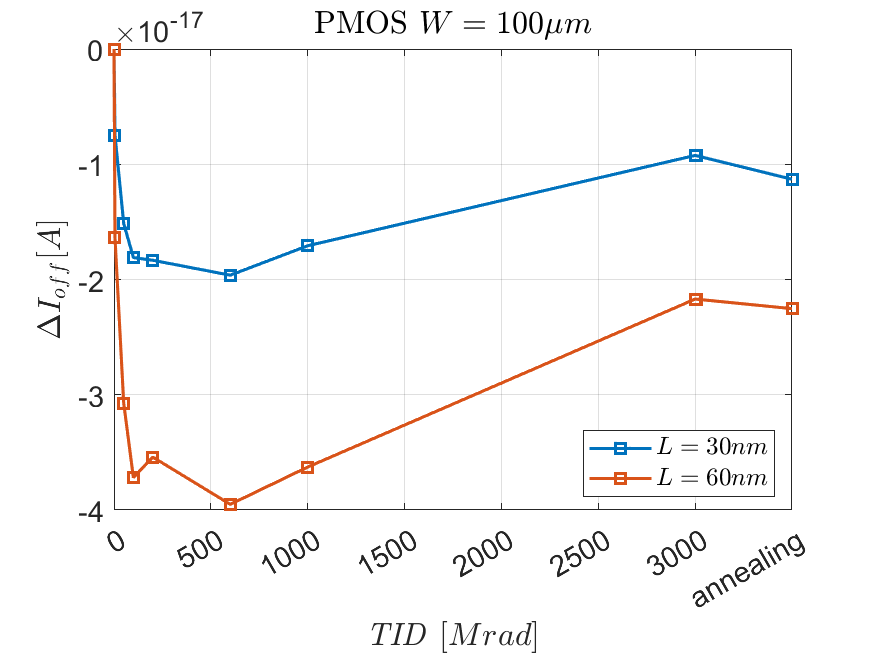 PMOS W = 100μm
×10-17
0
-1
-2
-3
-4
ΔIoff[A]
L = 30nm
L = 60nm
0
500
1000
1500
2000
2500
3000
annealing
TID [Mrad]